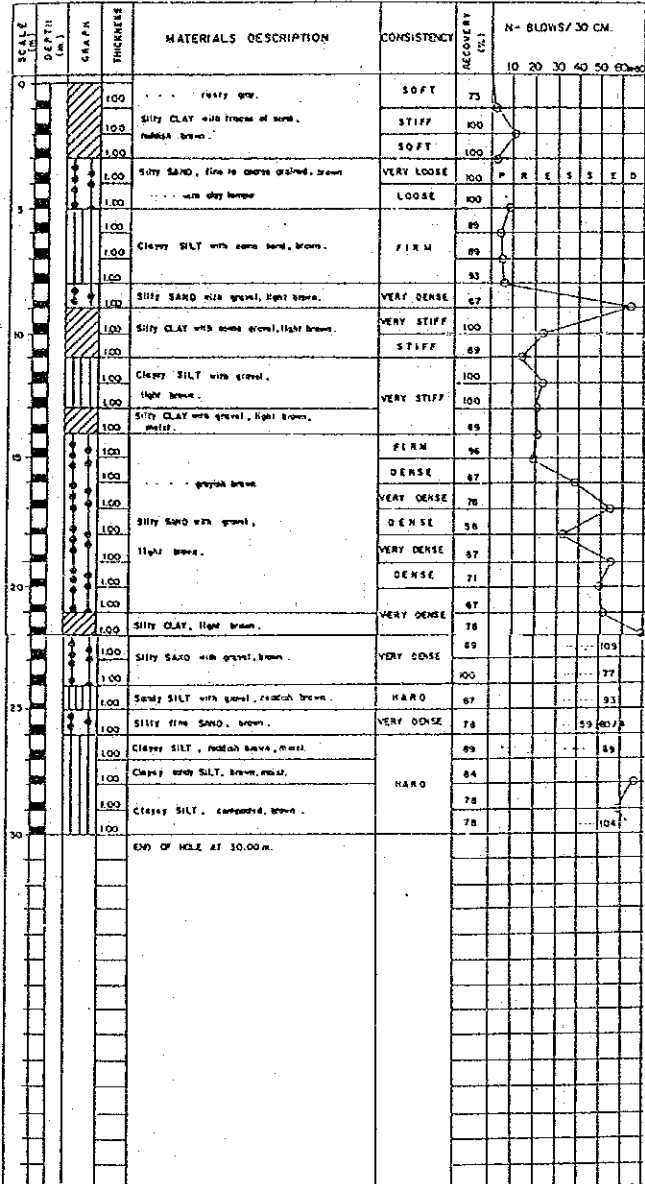 SCALE (m) DEPTH (m.) GRAPH THICKNESS MATERIALS DESCRIPTION CONSISTENCY RECOVERY (%) N- BLOWS/ 30 CM.
10 20 30 40 50 60
0
1.00 SOFT 73
Silty CLAY with traces of sand, STIFF
1.00 reddish brown. 100
1.00 SOFT 100
Silty SAND, fine to coarse grained, brown VERY LOOSE 100 P R E S S E D
1.00
1.00 LOOSE 100
5
1.00 89
Clayey SILT with some sand, brown. FIRM
1.00 89
1.00 93
1.00 Silty SAND with gravel, light brown. VERY DENSE 67
1.00 Silty CLAY with some gravel, light brown. VERY STIFF 100
10
1.00 STIFF 89
1.00 Clayey SILT with gravel, 100
light brown. VERY STIFF
1.00 100
Silty CLAY with gravel, light brown,
1.00 moist. 89
15
1.00 FIRM 96
1.00 - - - - grayish brown DENSE 67
1.00 VERY DENSE 78
Silty SAND with gravel, DENSE
1.00 58
1.00 light brown. VERY DENSE 67
1.00 DENSE 71
20
1.00 67
VERY DENSE
1.00 Silty CLAY, light brown. 78
1.00 Silty SAND with gravel, brown. VERY DENSE 89 109
1.00 100 77
1.00 Sandy SILT with gravel, reddish brown. HARD 67 93
25
1.00 Silty fine SAND, brown. VERY DENSE 78 59
1.00 Clayey SILT, reddish brown, moist. 89 89
1.00 Clayey sandy SILT, brown, moist. 84
HARD
1.00 Clayey SILT, compacted, brown. 78
1.00 78 104
30
END OF HOLE AT 30.00 m.